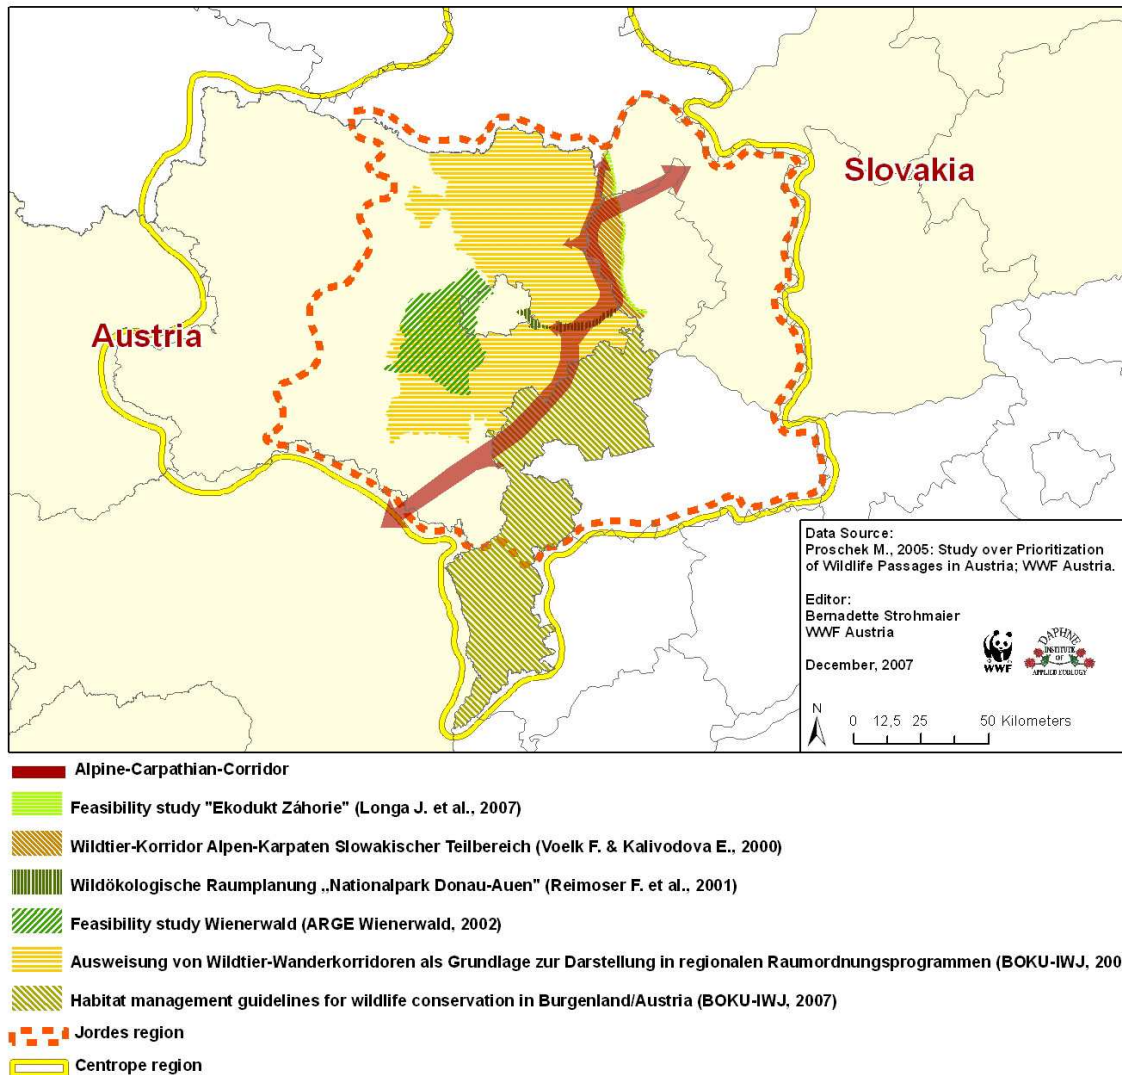 Slovakia
Austria
Data Source:
Proschek M., 2005: Study over Prioritization
of Wildlife Passages in Austria; WWF Austria.
Editor:
Bernadette Strohmaier
WWF Austria
December, 2007
WWF
DAPHNE
INSTITUTE
OF
APPLIED ECOLOGY
N
0 12,5 25 50 Kilometers
Alpine-Carpathian-Corridor
Feasibility study "Ekodukt Záhorie" (Longa J. et al., 2007)
Wildtier-Korridor Alpen-Karpaten Slowakischer Teilbereich (Voelk F. & Kalivodova E., 2000)
Wildökologische Raumplanung „Nationalpark Donau-Auen" (Reimoser F. et al., 2001)
Feasibility study Wienerwald (ARGE Wienerwald, 2002)
Ausweisung von Wildtier-Wanderkorridoren als Grundlage zur Darstellung in regionalen Raumordnungsprogrammen (BOKU-IWJ, 200
Habitat management guidelines for wildlife conservation in Burgenland/Austria (BOKU-IWJ, 2007)
Jordes region
Centrope region